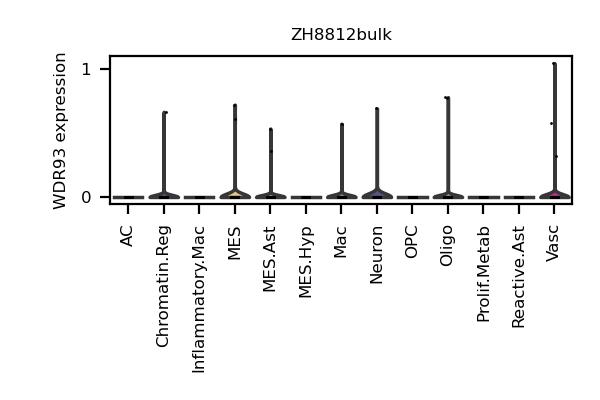 ZH8812bulk
WDR93 expression
1
0
AC
Chromatin.Reg
Inflammatory.Mac
MES
MES.Ast
MES.Hyp
Mac
Neuron
OPC
Oligo
Prolif.Metab
Reactive.Ast
Vasc